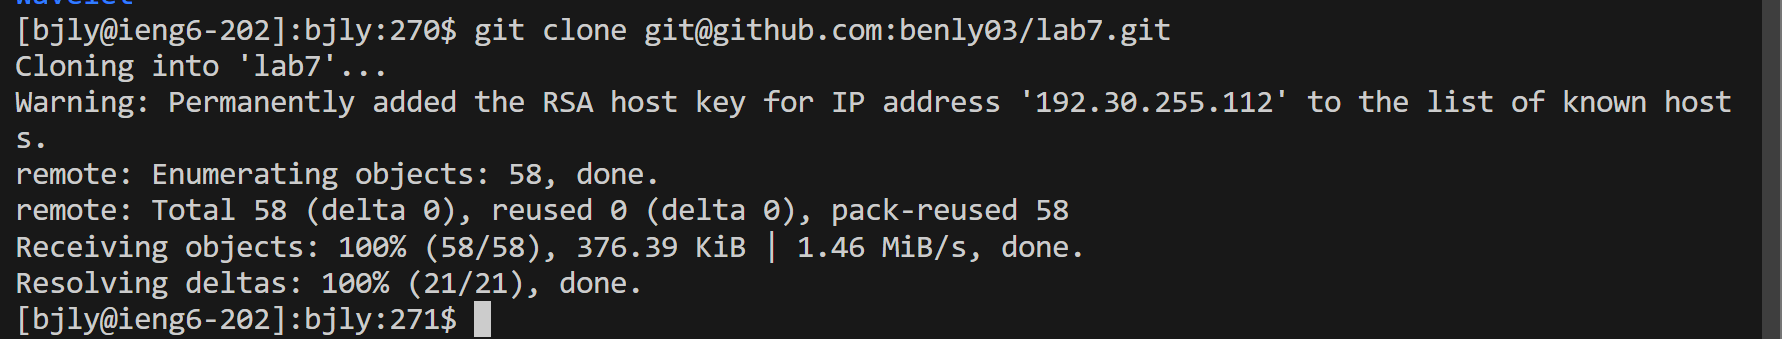 wavelet
[bjly@ieng6-202]:bjly:270$ git clone git@github.com:benly03/lab7.git
Cloning into 'lab7'...
Warning: Permanently added the RSA host key for IP address '192.30.255.112' to the list of known host
s.
remote: Enumerating objects: 58, done.
remote: Total 58 (delta 0), reused 0 (delta 0), pack-reused 58
Receiving objects: 100% (58/58), 376.39 KiB | 1.46 MiB/s, done.
Resolving deltas: 100% (21/21), done.
[bjly@ieng6-202]:bjly:271$